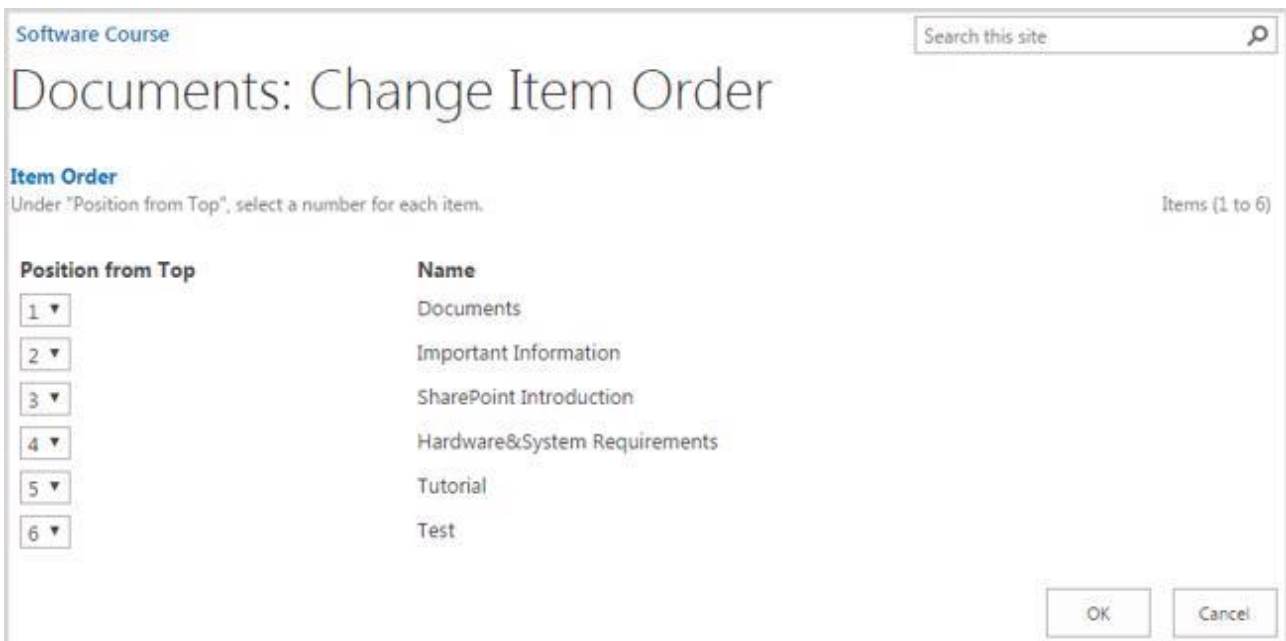 Software Course
Search this site
Documents: Change Item Order
Item Order
Under "Position from Top", select a number for each item.
Items (1 to 6)
Position from Top Name
1 Documents
2 Important Information
3 SharePoint Introduction
4 Hardware&System Requirements
5 Tutorial
6 Test
OK Cancel